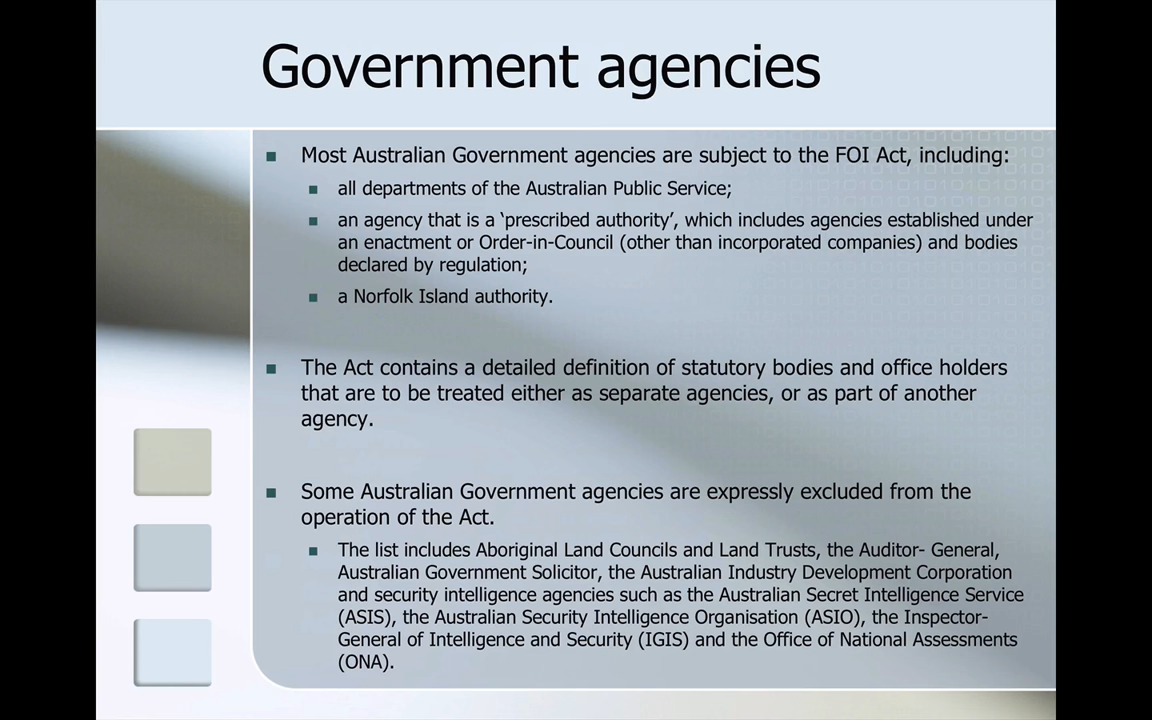 Government agencies
Most Australian Government agencies are subject to the FOI Act, including:
all departments of the Australian Public Service;
an agency that is a ‘prescribed authority’, which includes agencies established under
an enactment or Order-in-Council (other than incorporated companies) and bodies
declared by regulation;
a Norfolk Island authority.
The Act contains a detailed definition of statutory bodies and office holders
that are to be treated either as separate agencies, or as part of another
agency.
Some Australian Government agencies are expressly excluded from the
operation of the Act.
The list includes Aboriginal Land Councils and Land Trusts, the Auditor- General,
Australian Government Solicitor, the Australian Industry Development Corporation
and security intelligence agencies such as the Australian Secret Intelligence Service
(ASIS), the Australian Security Intelligence Organisation (ASIO), the Inspector-
General of Intelligence and Security (IGIS) and the Office of National Assessments
(ONA).